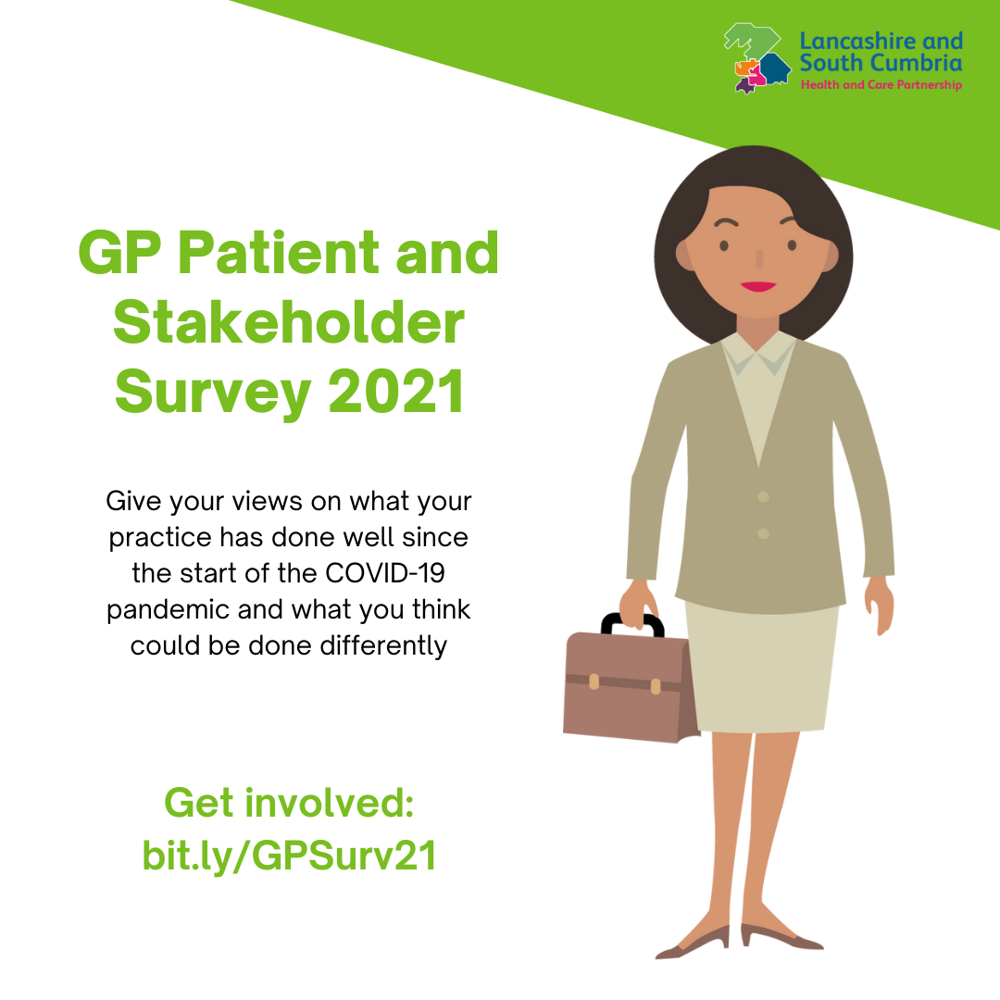 Lancashire and
South Cumbria
Health and Care Partnership
GP Patient and
Stakeholder
Survey 2021
Give your views on what your
practice has done well since
the start of the COVID-19
pandemic and what you think
could be done differently
Get involved:
bit.ly/GPSurv21